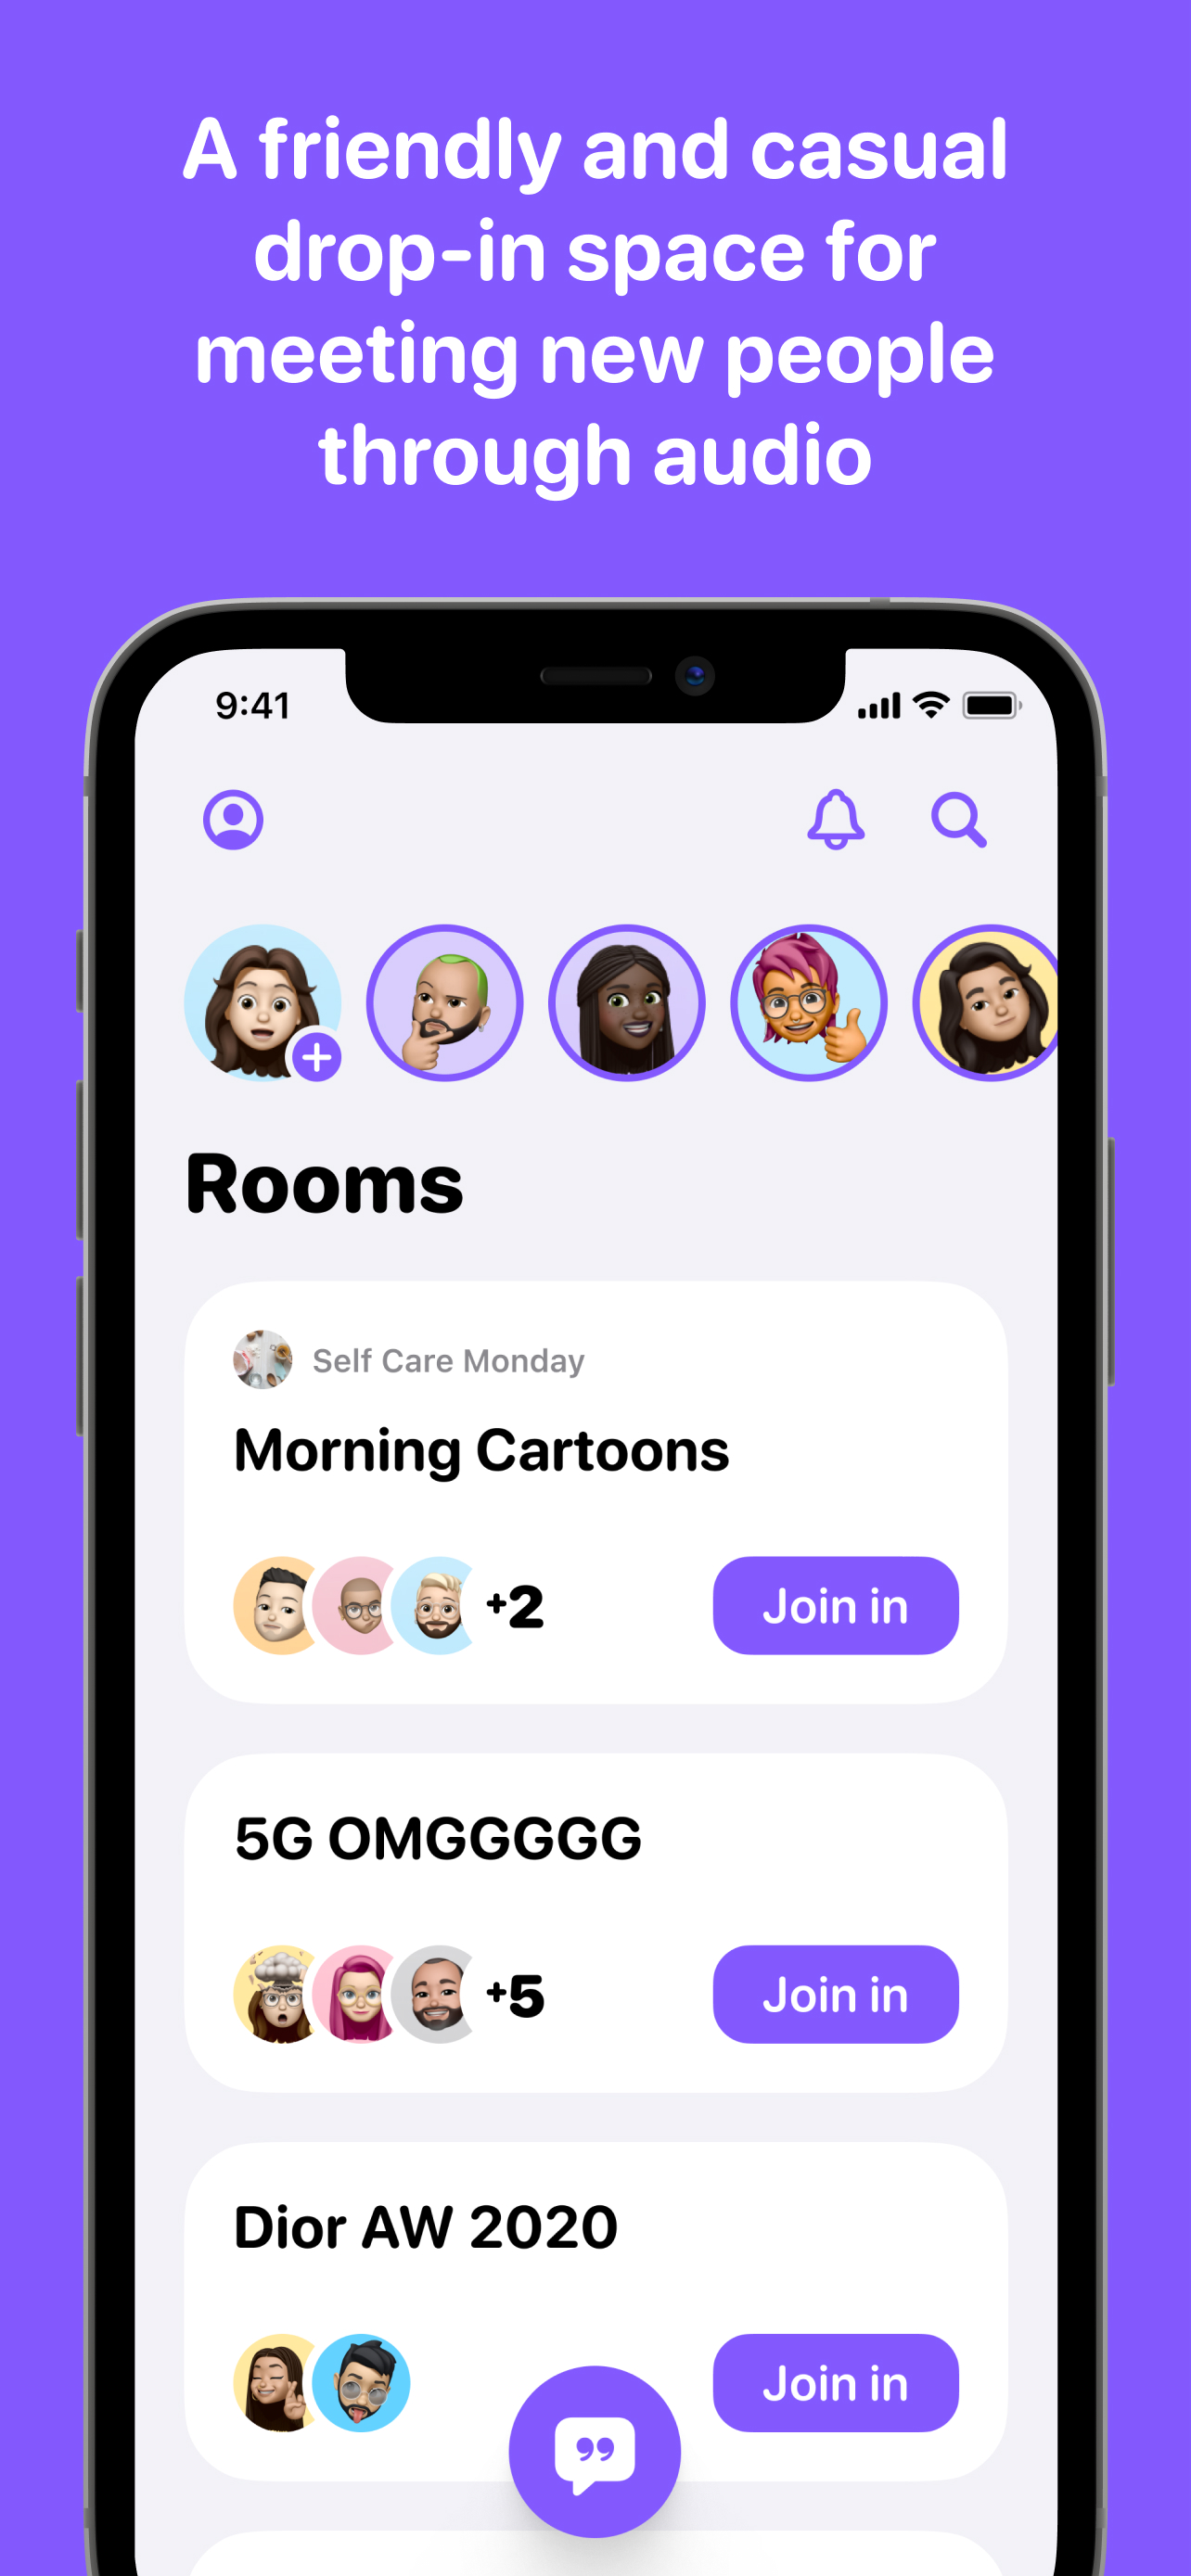 A friendly and casual
drop-in space for
meeting new people
through audio
9:41
Rooms
Self Care Monday
Morning Cartoons
+2
Join in
5G OMGGGGG
+5
Join in
Dior AW 2020
Join in